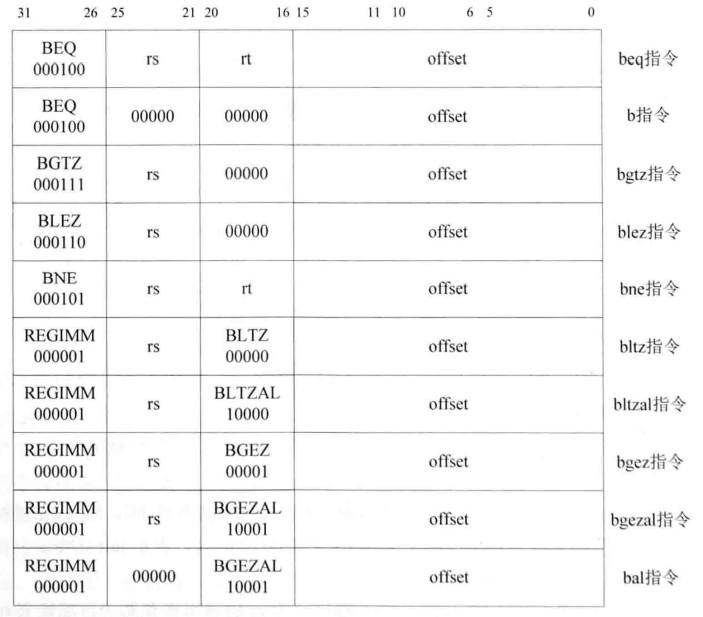 31 26 25 21 20 16 15 11 10 6 5 0
BEQ
000100 rs rt offset beq指令
BEQ
000100 00000 00000 offset b指令
BGTZ
000111 rs 00000 offset bgtz指令
BLEZ
000110 rs 00000 offset blez指令
BNE
000101 rs rt offset bne指令
REGIMM BLTZ
000001 rs 00000 offset bltz指令
REGIMM BLTZAL
000001 rs 10000 offset bltzal指令
REGIMM BGEZ
000001 rs 00001 offset bgez指令
REGIMM BGEZAL
000001 rs 10001 offset bgezal指令
REGIMM BGEZAL
000001 00000 10001 offset bal指令